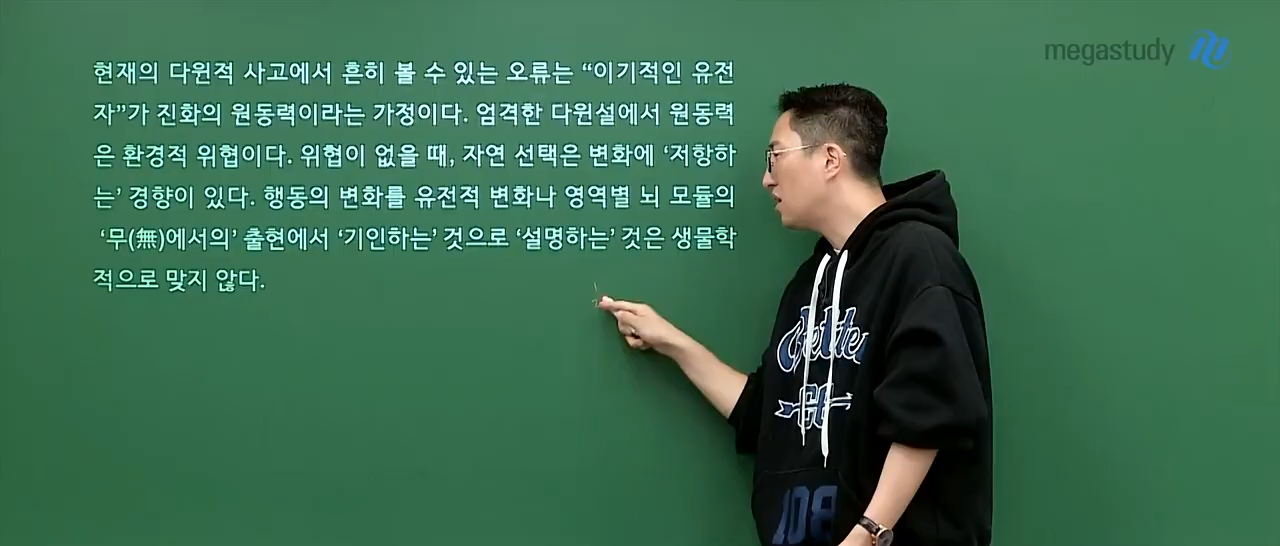 현재의 다윈적 사고에서 흔히 볼 수 있는 오류는 “이기적인 유전
자”가 진화의 원동력이라는 가정이다. 엄격한 다윈설에서 원동력
은 환경적 위협이다. 위협이 없을 때, 자연 선택은 변화에 ‘저항하
는’ 경향이 있다. 행동의 변화를 유전적 변화나 영역별 뇌 모듈의
‘무(無)에서의’ 출현에서 ‘기인하는’ 것으로 ‘설명하는’ 것은 생물학
적으로 맞지 않다.
megastudy
108